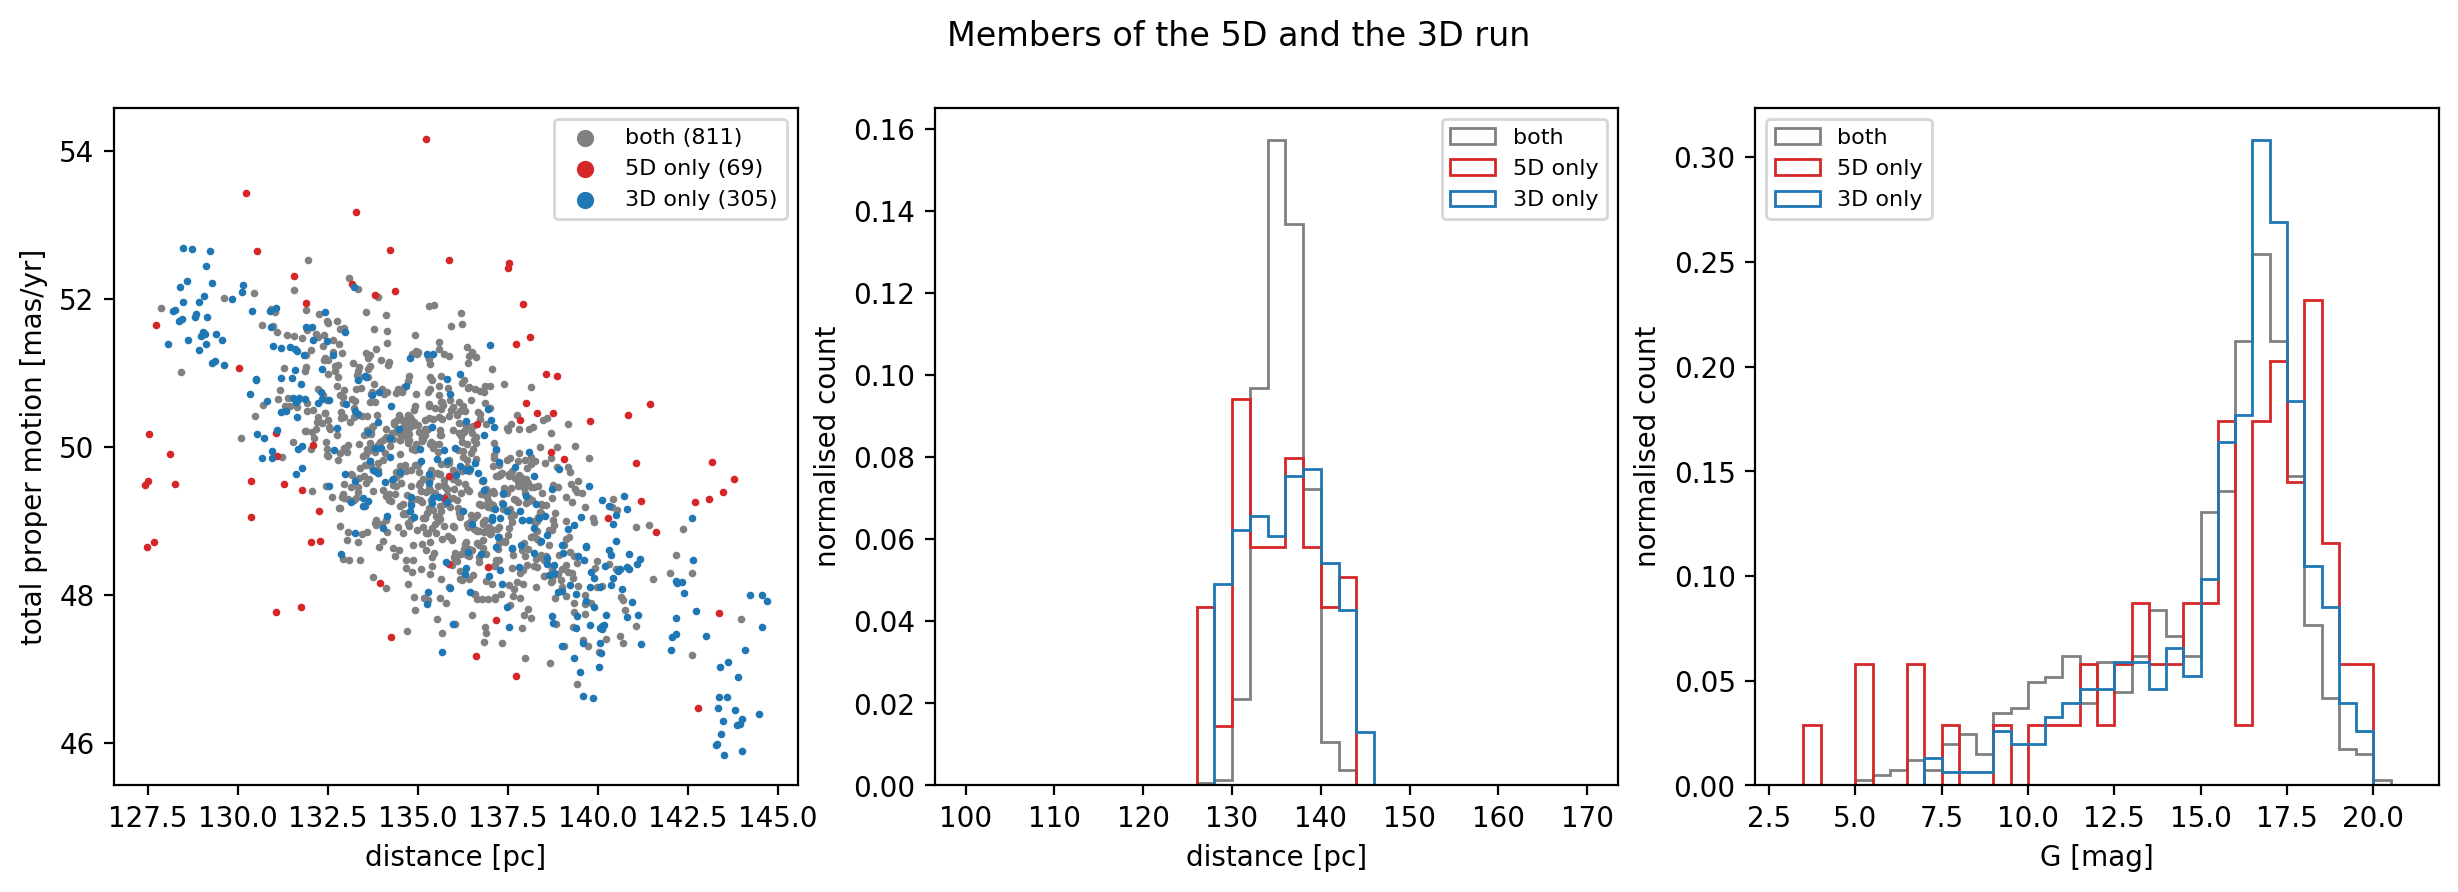 Members of the 5D and the 3D run
total proper motion [mas/yr]
54
52
50
48
46
both (811)
5D only (69)
3D only (305)
127.5 130.0 132.5 135.0 137.5 140.0 142.5 145.0
distance [pc]
normalised count
0.16
0.14
0.12
0.10
0.08
0.06
0.04
0.02
0.00
both
5D only
3D only
100 110 120 130 140 150 160 170
distance [pc]
normalised count
0.30
0.25
0.20
0.15
0.10
0.05
0.00
both
5D only
3D only
2.5 5.0 7.5 10.0 12.5 15.0 17.5 20.0
G [mag]